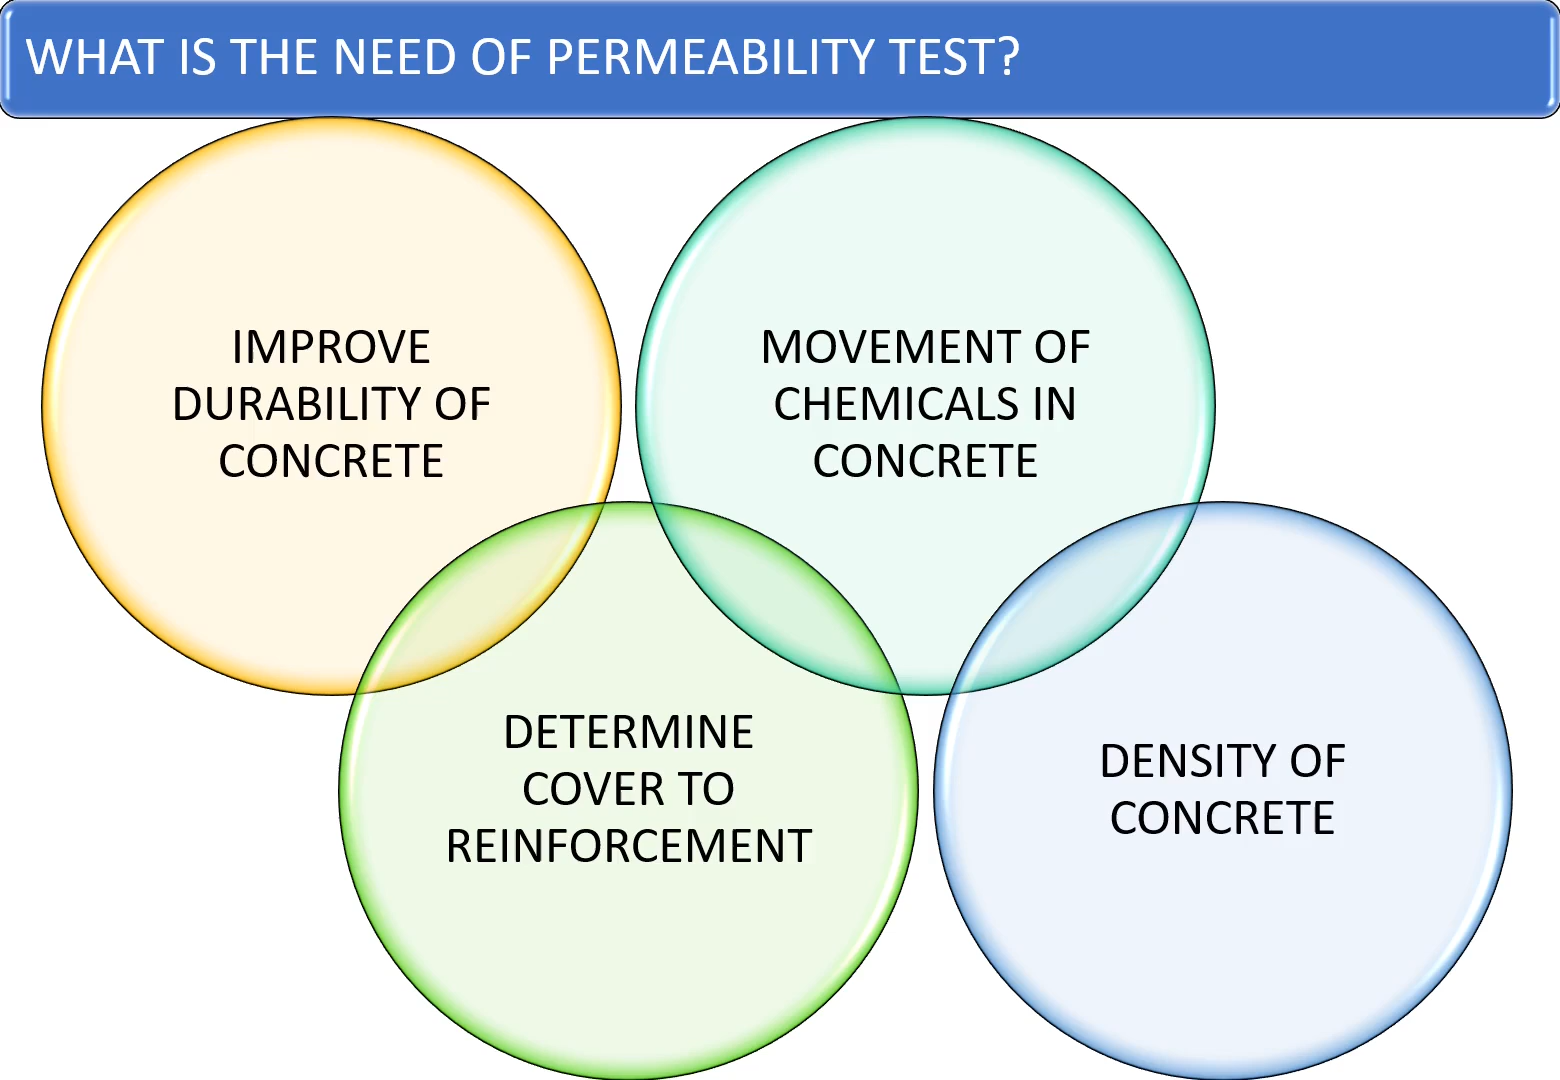 WHAT IS THE NEED OF PERMEABILITY TEST?
IMPROVE
DURABILITY OF
CONCRETE
MOVEMENT OF
CHEMICALS IN
CONCRETE
DETERMINE
COVER TO
REINFORCEMENT
DENSITY OF
CONCRETE